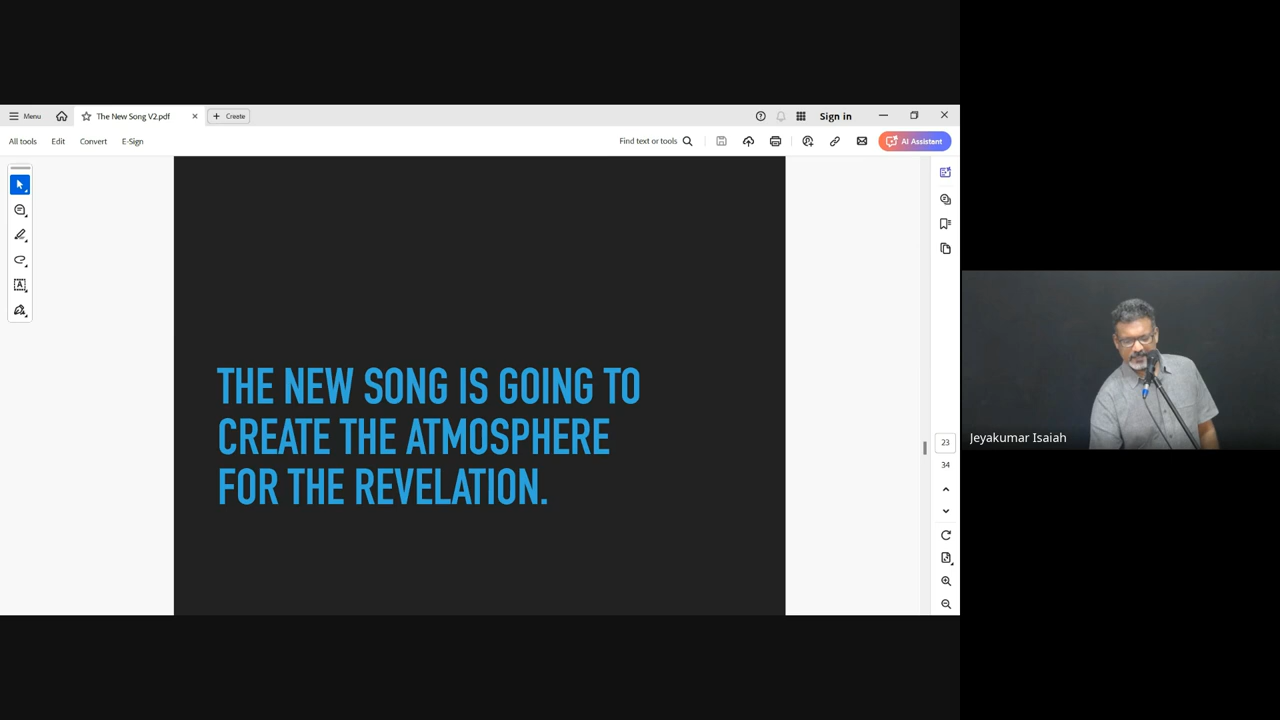 Menu
The New Song V2.pdf
Create
Sign in
All tools
Edit
Convert
E-Sign
Find text or tools
AI Assistant
THE NEW SONG IS GOING TO
CREATE THE ATMOSPHERE
FOR THE REVELATION.
23
34
Jeyakumar Isaiah